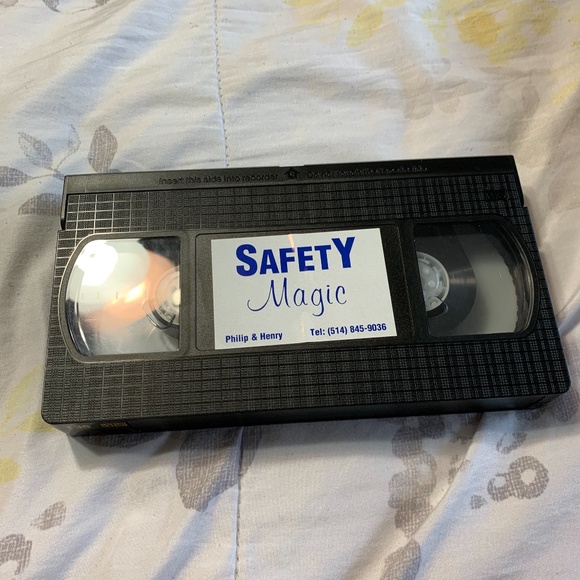 Insert this side into recorder
SAFETY
Magic
Philip & Henry Tel: (514) 845-9036